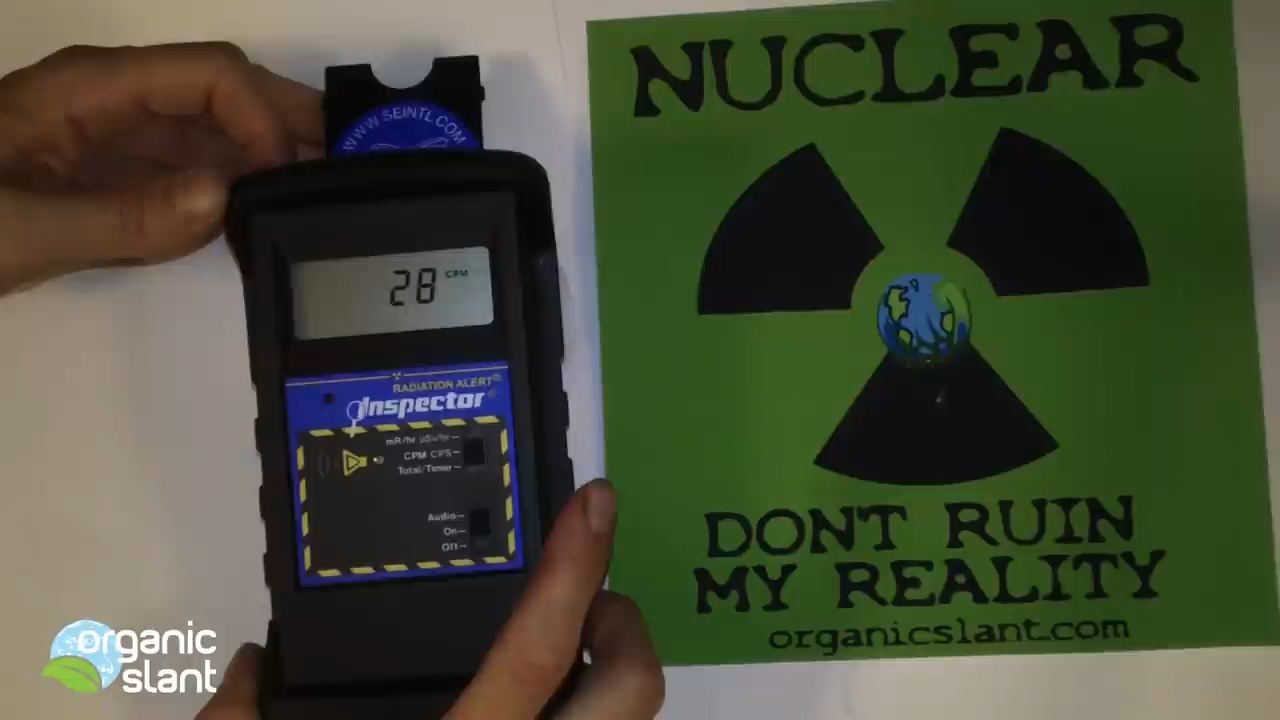 WWW.SEINTL.COM
28 CPM
RADIATION ALERT®
Inspector
mR/hr µSv/hr
CPM CPS
Total/Timer
Audio
On
Off
NUCLEAR
DONT RUIN
MY REALITY
organicslant.com
organic
slant